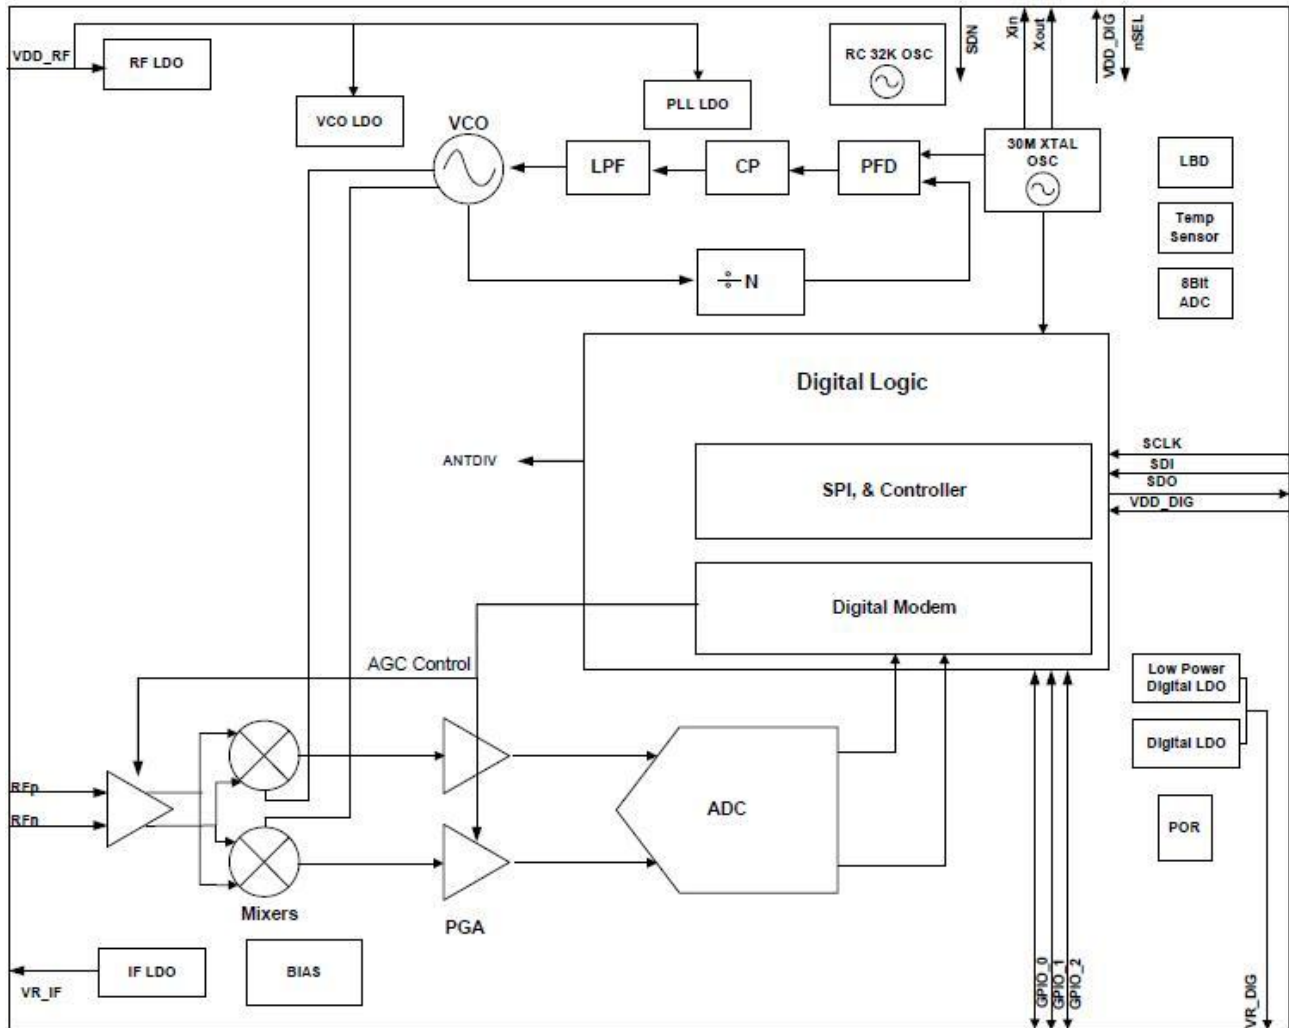 VDD_RF
RF LDO
VCO LDO
PLL LDO
RC 32K OSC
SDN
Xin
Xout
VDD_DIG
nSEL
VCO
LPF
CP
PFD
30M XTAL
OSC
LBD
Temp
Sensor
8Bit
ADC
÷ N
Digital Logic
ANTDIV
SPI, & Controller
SCLK
SDI
SDO
VDD_DIG
Digital Modem
AGC Control
Low Power
Digital LDO
Digital LDO
RFp
RFn
ADC
POR
Mixers
PGA
IF LDO
BIAS
VR_IF
GPIO_0
GPIO_1
GPIO_2
VR_DIG